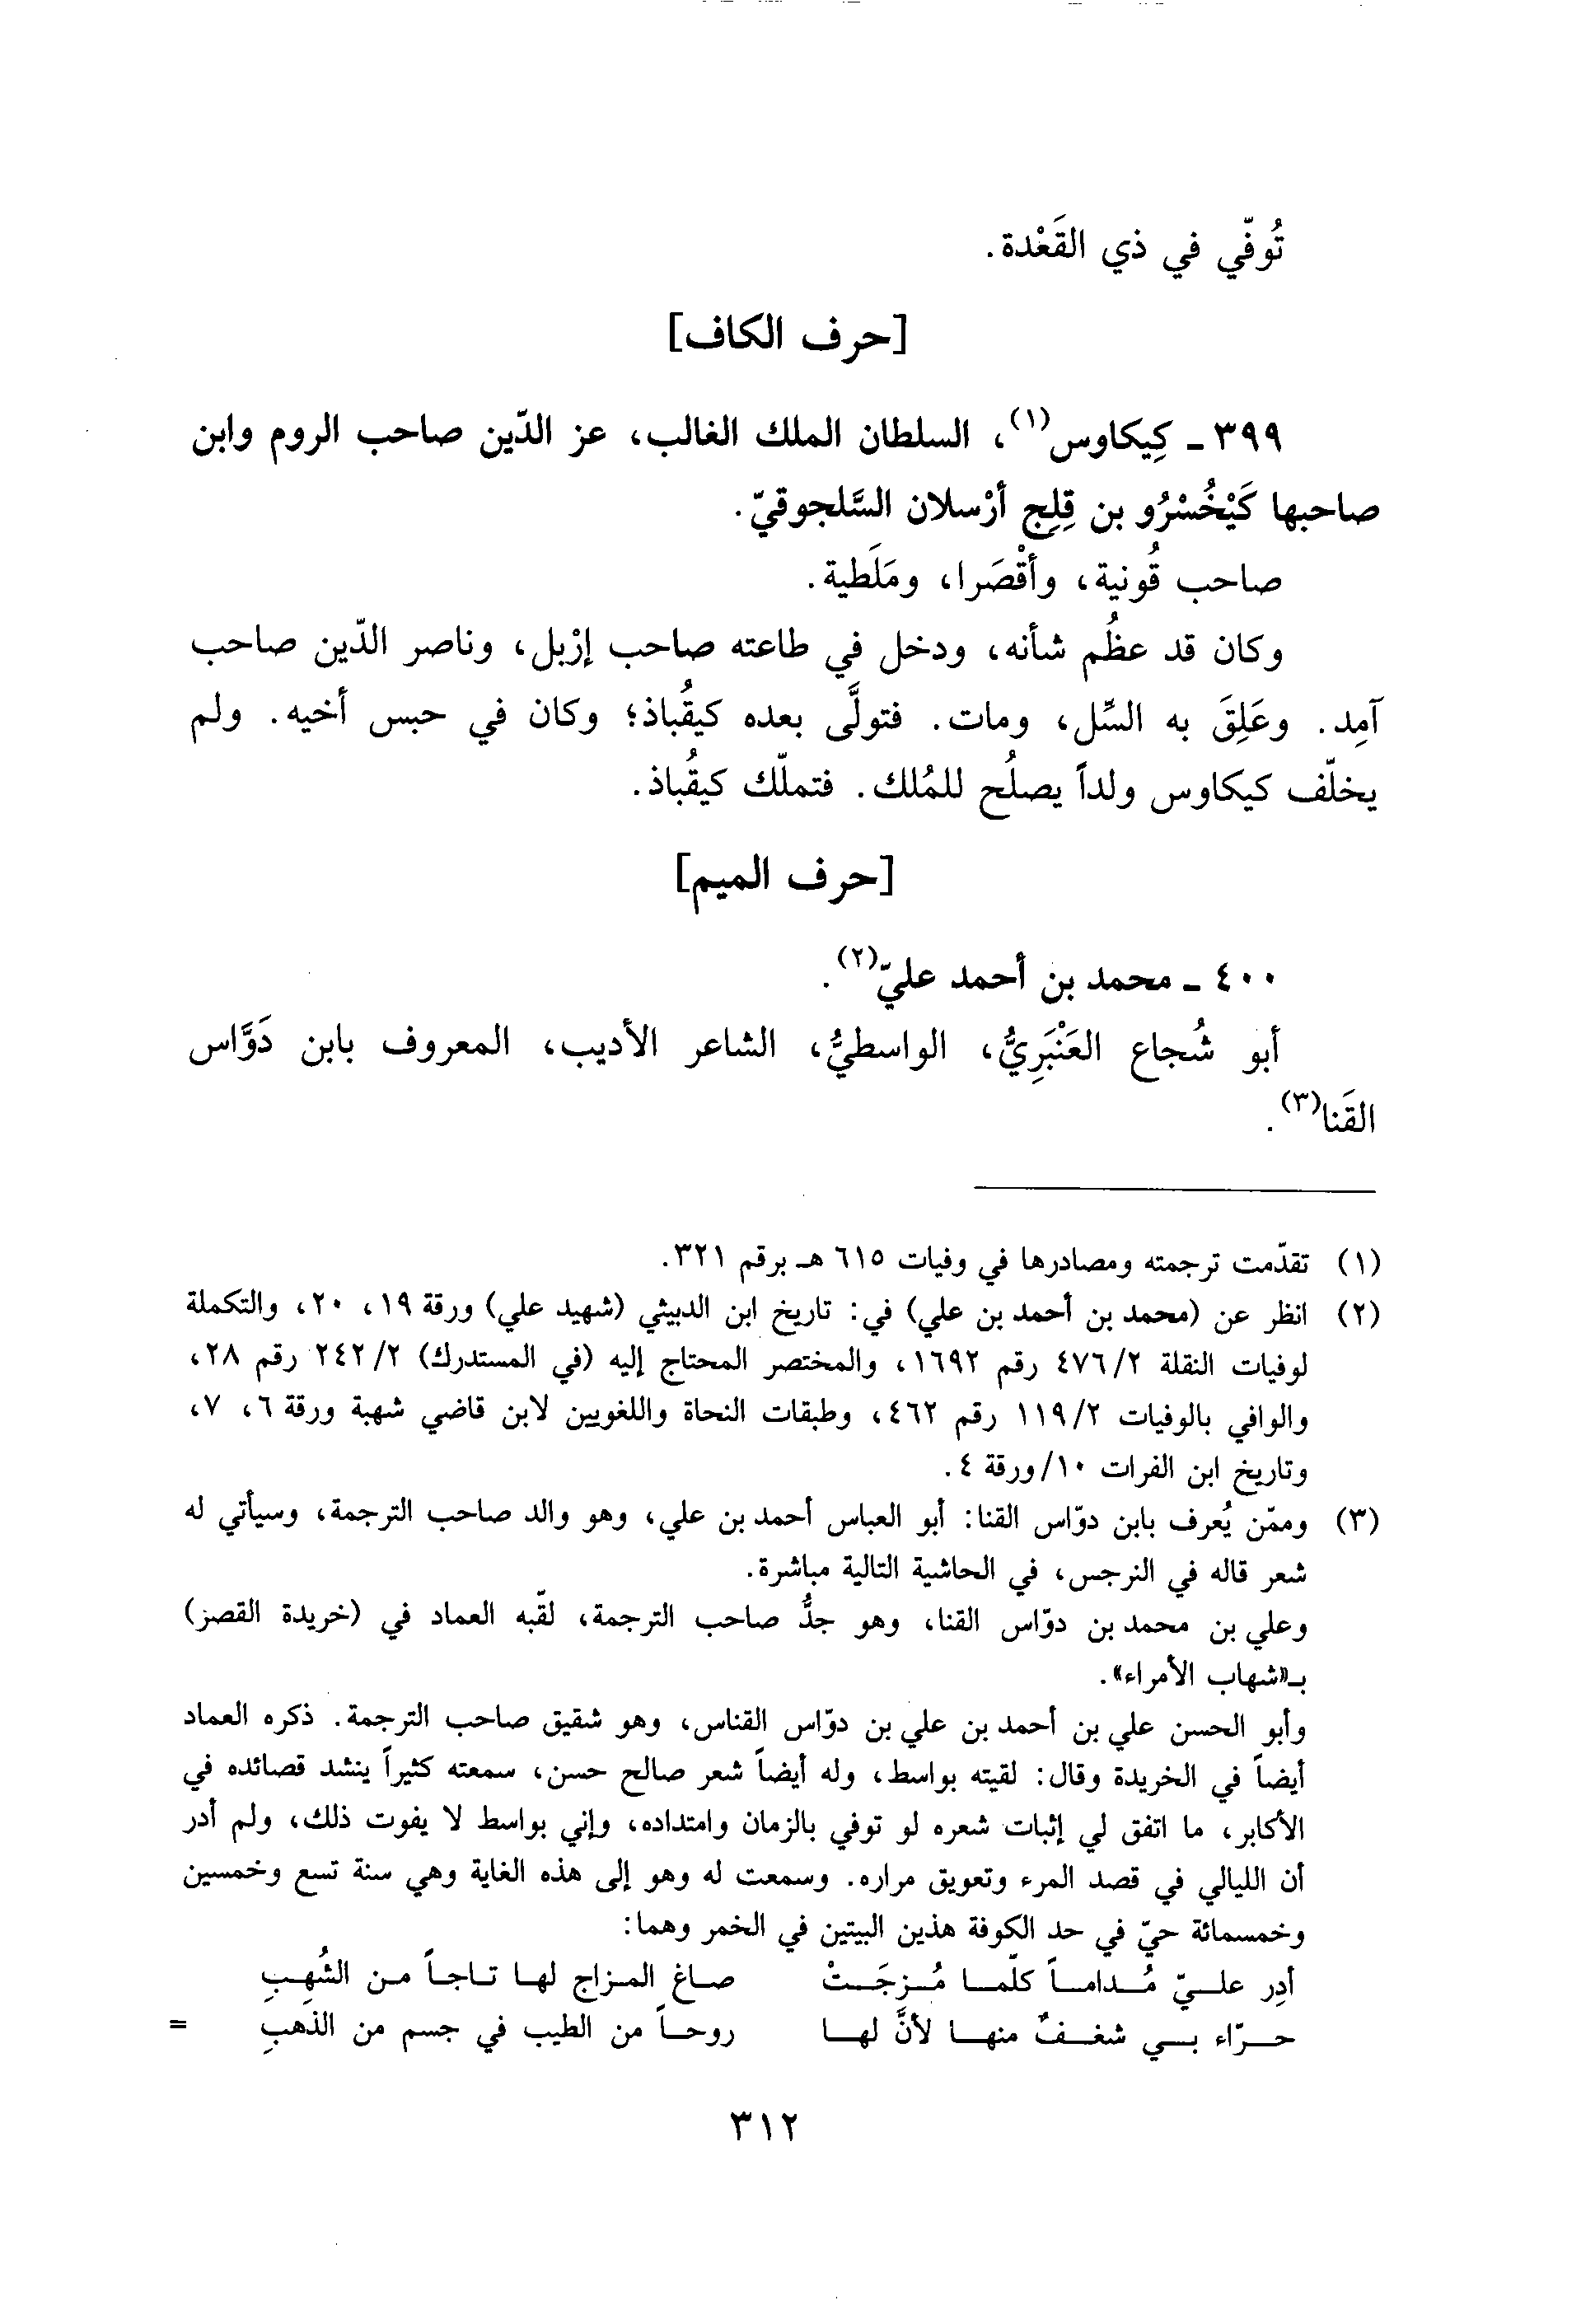 تُوفّي في ذي القَعْدة.
[حرف الكاف]
٣٩٩ ـ كِيكاوس(١)، السلطان الملك الغالب، عز الدّين صاحب الروم وابن
صاحبها كَيْخُسْرُو بن قِلِج أرْسلان السَّلجوقيّ.
صاحب قُونية، وأقْصَرا، ومَلَطية.
وكان قد عظُم شأنه، ودخل في طاعته صاحب إرْبل، وناصر الدّين صاحب
آمِد. وعَلِقَ به السِّل، ومات. فتولَّى بعده كيقُباذ؛ وكان في حبس أخيه. ولم
يخلّف كيكاوس ولداً يصلُح للمُلك. فتملّك كيقُباذ.
[حرف الميم]
٤٠٠ ـ محمد بن أحمد عليّ(٢).
أبو شُجاع العَنْبَرِيُّ، الواسطيُّ، الشاعر الأديب، المعروف بابن دَوَّاس
القَنا(٣).
(١) تقدّمت ترجمته ومصادرها في وفيات ٦١٥ هـ برقم ٣٢١.
(٢) انظر عن (محمد بن أحمد بن علي) في: تاريخ ابن الدبيثي (شهيد علي) ورقة ١٩، ٢٠، والتكملة
لوفيات النقلة ٤٧٦/٢ رقم ١٦٩٢، والمختصر المحتاج إليه (في المستدرك) ٢٤٢/٢ رقم ٢٨،
والوافي بالوفيات ١١٩/٢ رقم ٤٦٢، وطبقات النحاة واللغويين لابن قاضي شهبة ورقة ٦، ٧،
وتاريخ ابن الفرات ١٠/ورقة ٤.
(٣) وممّن يُعرف بابن دوّاس القنا: أبو العباس أحمد بن علي، وهو والد صاحب الترجمة، وسيأتي له
شعر قاله في النرجس، في الحاشية التالية مباشرة.
وعلي بن محمد بن دوّاس القنا، وهو جدُّ صاحب الترجمة، لقّبه العماد في (خريدة القصز)
بـ«شهاب الأمراء».
وأبو الحسن علي بن أحمد بن علي بن دوّاس القناس، وهو شقيق صاحب الترجمة. ذكره العماد
أيضاً في الخريدة وقال: لقيته بواسط، وله أيضاً شعر صالح حسن، سمعته كثيراً ينشد قصائده في
الأكابر، ما اتفق لي إثبات شعره لو توفي بالزمان وامتداده، وإني بواسط لا يفوت ذلك، ولم أدر
أن الليالي في قصد المرء وتعويق مراره. وسمعت له وهو إلى هذه الغاية وهي سنة تسع وخمسين
وخمسمائة حيّ في حد الكوفة هذين البيتين في الخمر وهما:
أدِر علـيّ مُـدامـاً كلّمـا مُـزجَـتْ صـاغ المـزاج لهـا تـاجـاً مـن الشُهِـبِ
حـرّاء بـي شغـفٌ منهـا لأنَّ لهـا روحـاً من الطيب في جسم من الذهبِ =
٣١٢